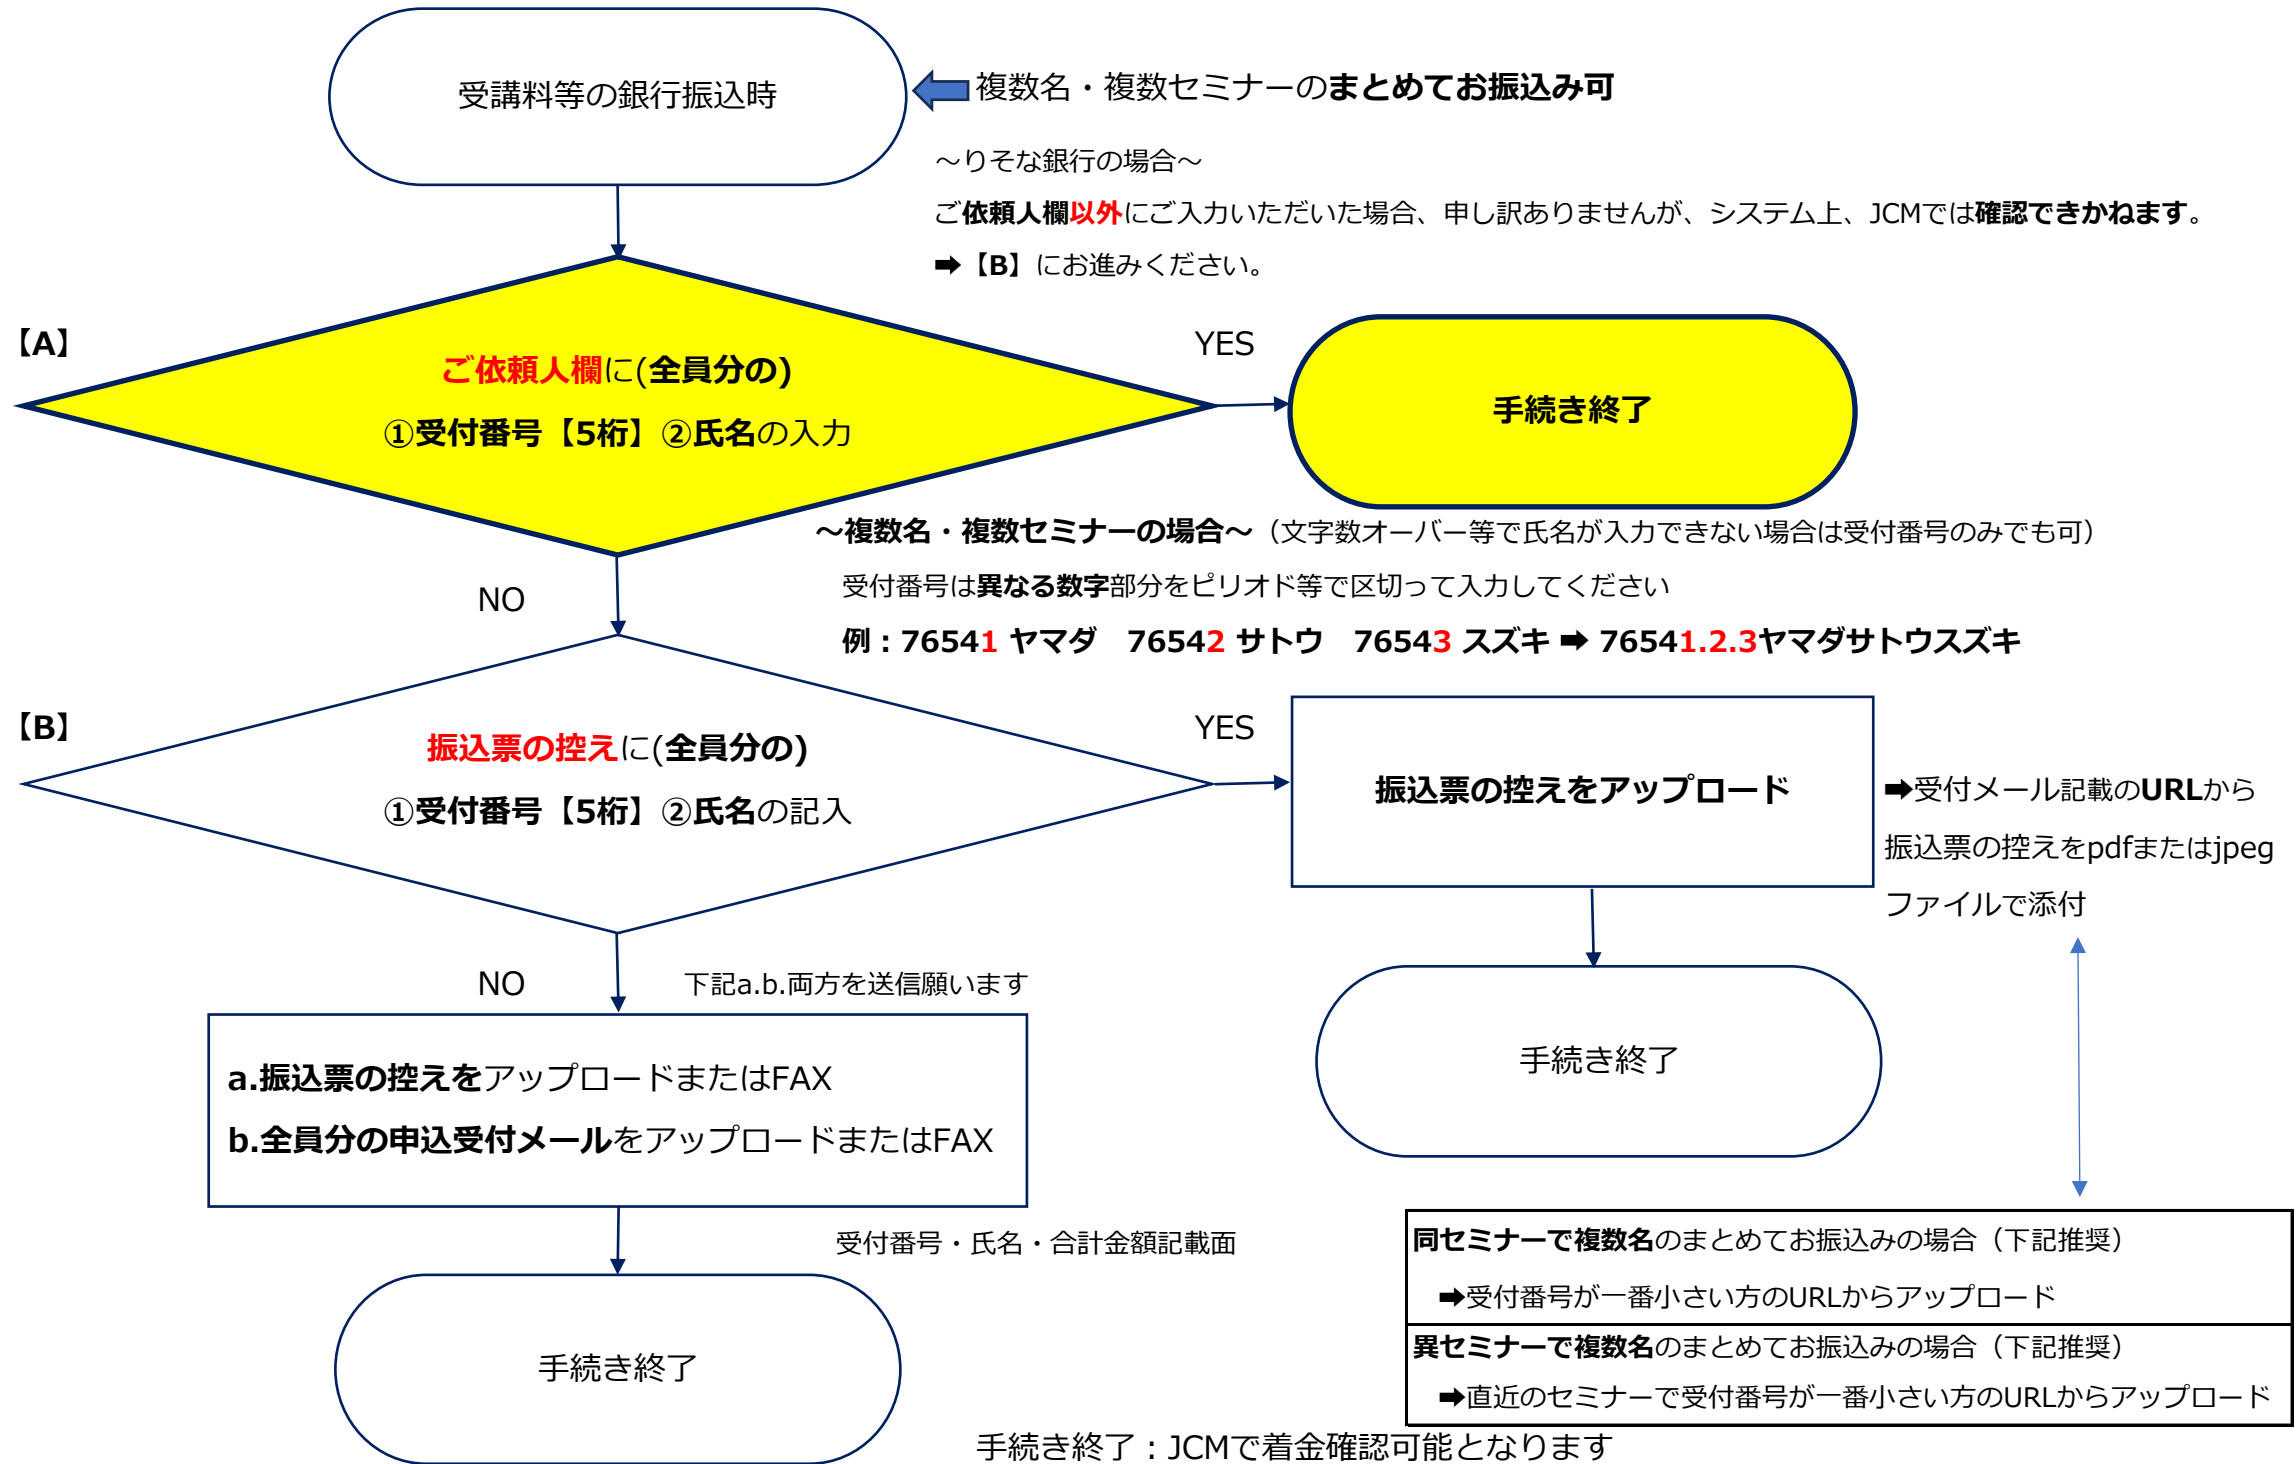 受講料等の銀行振込時
複数名・複数セミナーのまとめてお振込み可
～りそな銀行の場合～
ご依頼人欄以外にご入力いただいた場合、申し訳ありませんが、システム上、JCMでは確認できかねます。
➡【B】にお進みください。
【A】
ご依頼人欄に(全員分の)
①受付番号【5桁】②氏名の入力
YES
手続き終了
～複数名・複数セミナーの場合～（文字数オーバー等で氏名が入力できない場合は受付番号のみでも可）
受付番号は異なる数字部分をピリオド等で区切って入力してください
例：76541 ヤマダ　76542 サトウ　76543 スズキ ➡ 76541.2.3ヤマダサトウスズキ
NO
【B】
振込票の控えに(全員分の)
①受付番号【5桁】②氏名の記入
YES
振込票の控えをアップロード
➡受付メール記載のURLから
振込票の控えをpdfまたはjpeg
ファイルで添付
NO
下記a.b.両方を送信願います
a.振込票の控えをアップロードまたはFAX
b.全員分の申込受付メールをアップロードまたはFAX
手続き終了
受付番号・氏名・合計金額記載面
手続き終了
同セミナーで複数名のまとめてお振込みの場合（下記推奨）
➡受付番号が一番小さい方のURLからアップロード
異セミナーで複数名のまとめてお振込みの場合（下記推奨）
➡直近のセミナーで受付番号が一番小さい方のURLからアップロード
手続き終了：JCMで着金確認可能となります